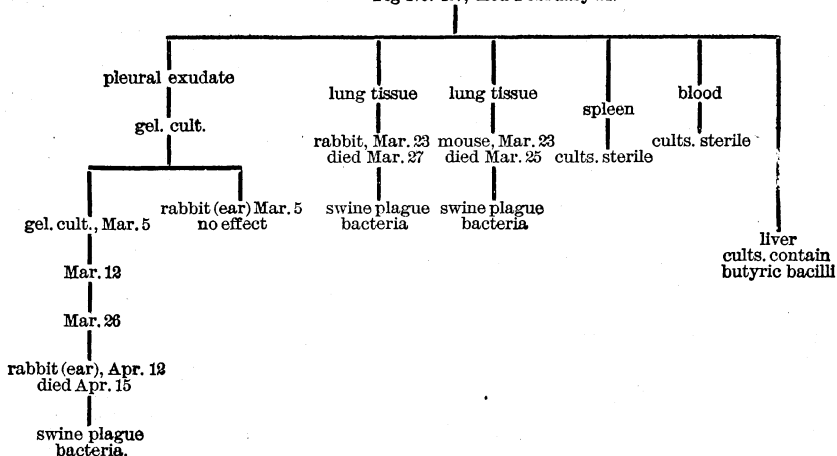 pleural exudate
gel. cult.
lung tissue
rabbit, Mar. 23
died Mar. 27
swine plague
bacteria
lung tissue
mouse, Mar. 23
died Mar. 25
swine plague
bacteria
spleen
cults. sterile
blood
cults. sterile
liver
cults. contain
butyric bacilli
gel. cult., Mar. 5
rabbit (ear) Mar. 5
no effect
Mar. 12
Mar. 26
rabbit (ear), Apr. 12
died Apr. 15
swine plague
bacteria.